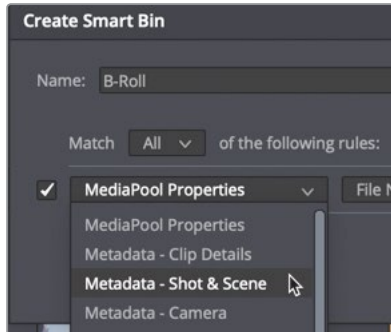 Create Smart Bin
Name: B-Roll
Match All of the following rules:
MediaPool Properties File
MediaPool Properties
Metadata - Clip Details
Metadata - Shot & Scene
Metadata - Camera